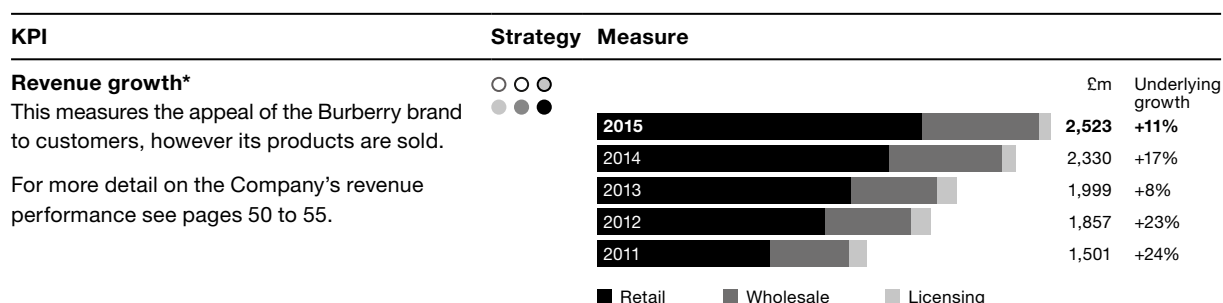 KPI Strategy Measure
Revenue growth*
This measures the appeal of the Burberry brand
to customers, however its products are sold.
For more detail on the Company’s revenue
performance see pages 50 to 55.
£m Underlying
growth
2015 2,523 +11%
2014 2,330 +17%
2013 1,999 +8%
2012 1,857 +23%
2011 1,501 +24%
Retail Wholesale Licensing